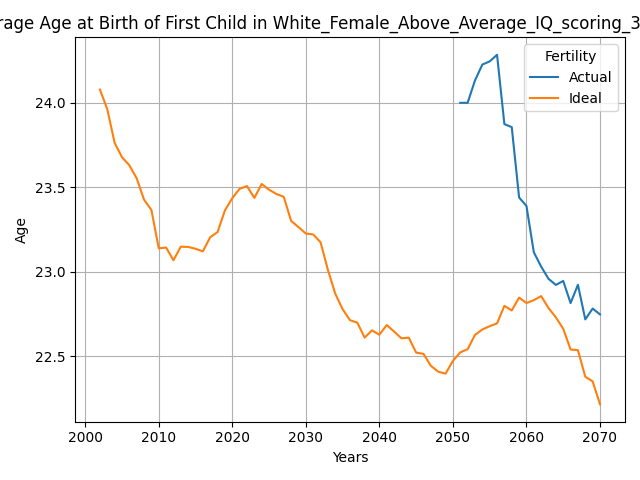 rage Age at Birth of First Child in White_Female_Above_Average_IQ_scoring_3
Fertility
Actual
Ideal
24.0
23.5
23.0
22.5
Age
2000 2010 2020 2030 2040 2050 2060 2070
Years